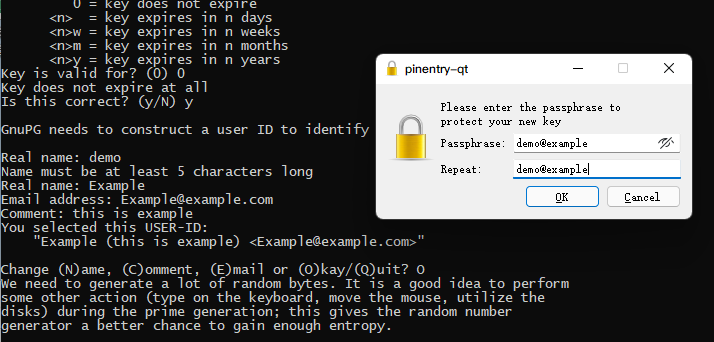 0 = key does not expire
<n> = key expires in n days
<n>w = key expires in n weeks
<n>m = key expires in n months
<n>y = key expires in n years
Key is valid for? (0) 0
Key does not expire at all
Is this correct? (y/N) y
GnuPG needs to construct a user ID to identify
Real name: demo
Name must be at least 5 characters long
Real name: Example
Email address: Example@example.com
Comment: this is example
You selected this USER-ID:
"Example (this is example) <Example@example.com>"
Change (N)ame, (C)omment, (E)mail or (O)kay/(Q)uit? O
We need to generate a lot of random bytes. It is a good idea to perform
some other action (type on the keyboard, move the mouse, utilize the
disks) during the prime generation; this gives the random number
generator a better chance to gain enough entropy.
pinentry-qt
Please enter the passphrase to
protect your new key
Passphrase: demo@example
Repeat: demo@example
OK Cancel